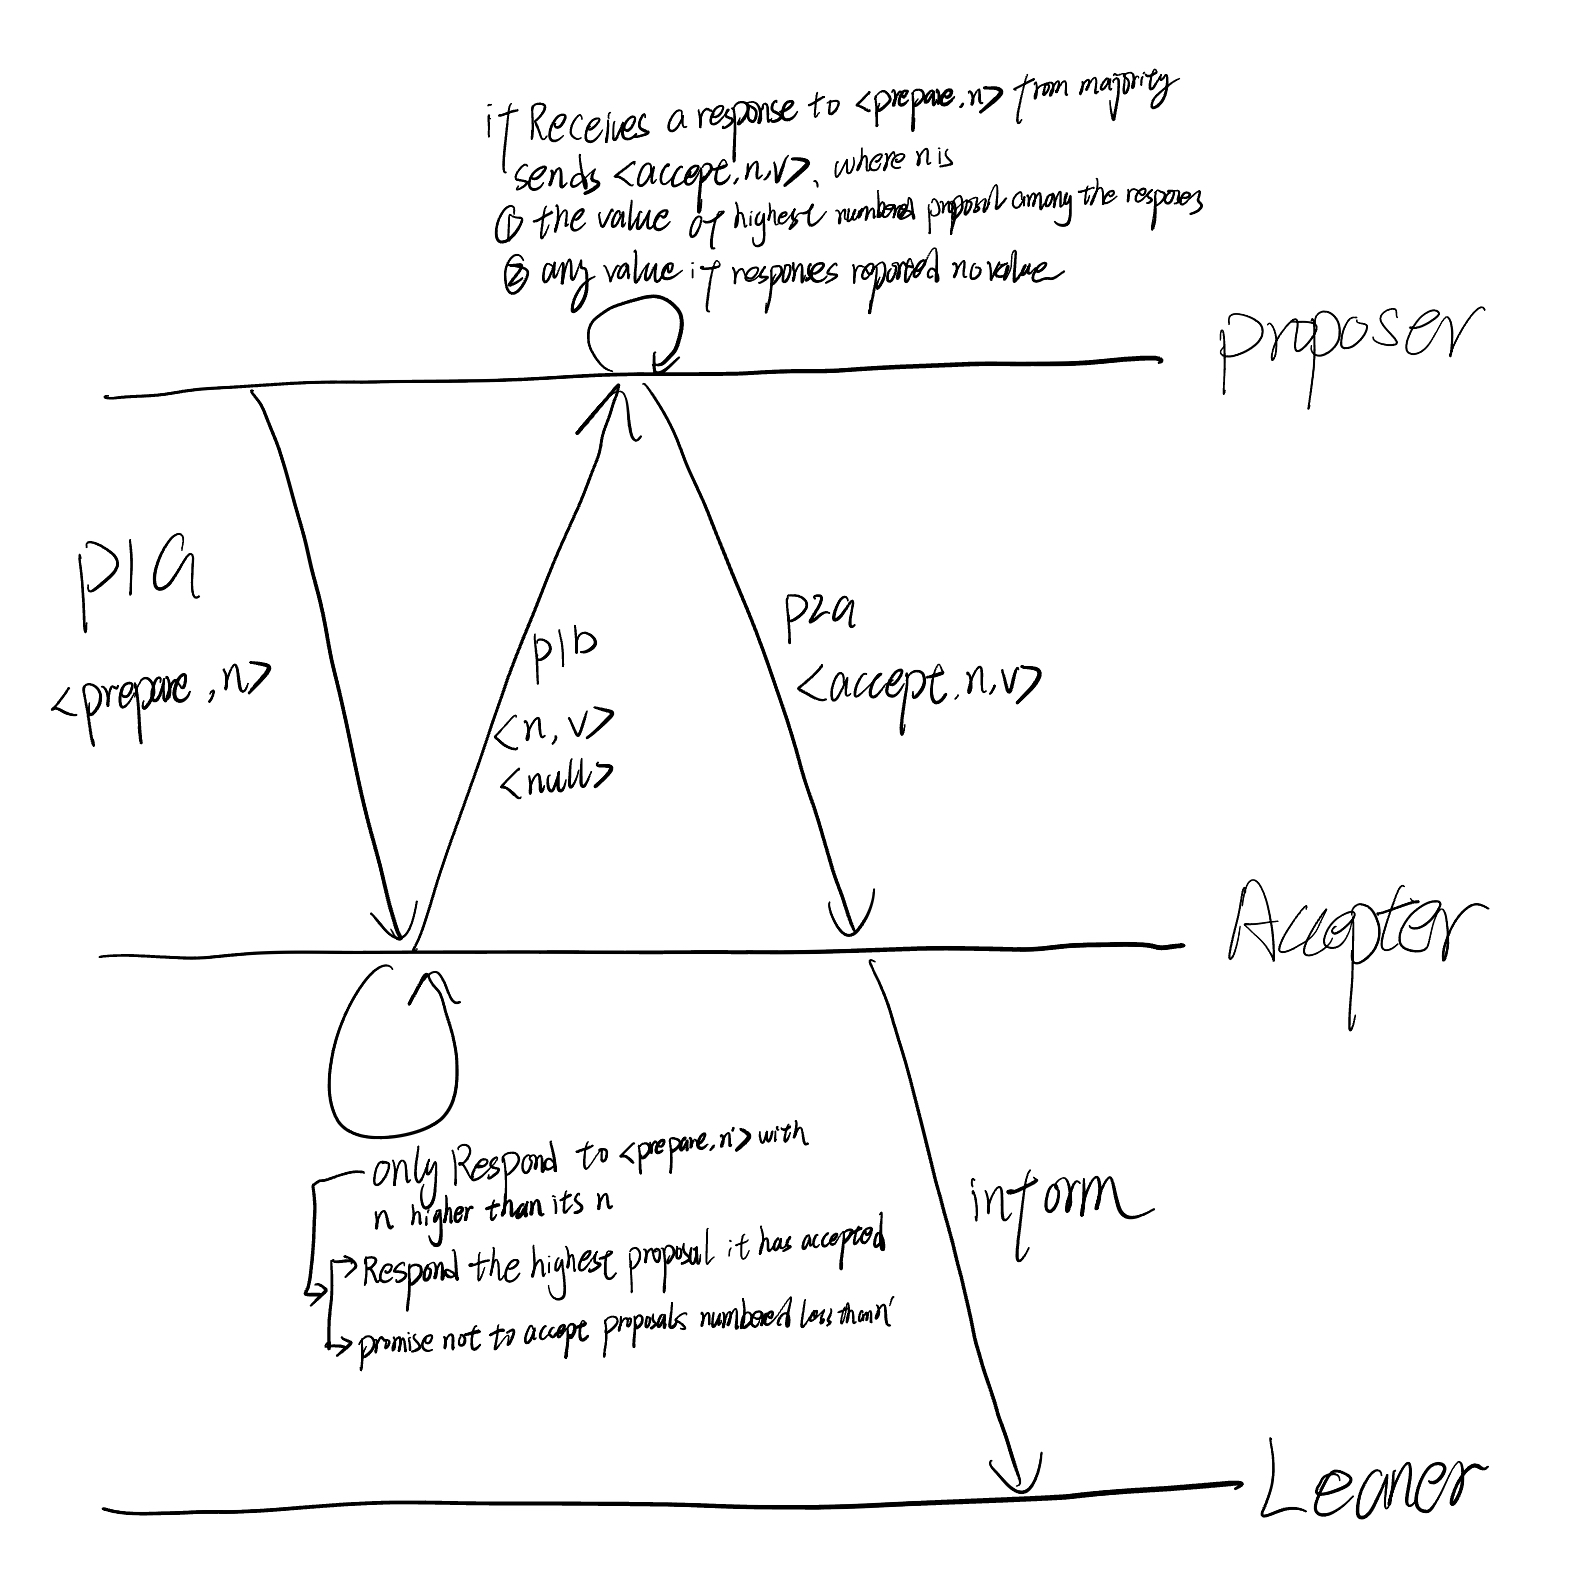 if Receives a response to <prepare, n> from majority
sends <accept, n, v>, where n is
① the value of highest numbered proposal among the resposes
② any value if responses reported no value
proposer
p1a
<prepare, n>
p1b
<n, v>
<null>
p2a
<accept, n, v>
Accepter
only Respond to <prepare, n'> with
n higher than its n
Respond the highest proposal it has accepted
promise not to accept proposals numbered less than n'
inform
Leaner